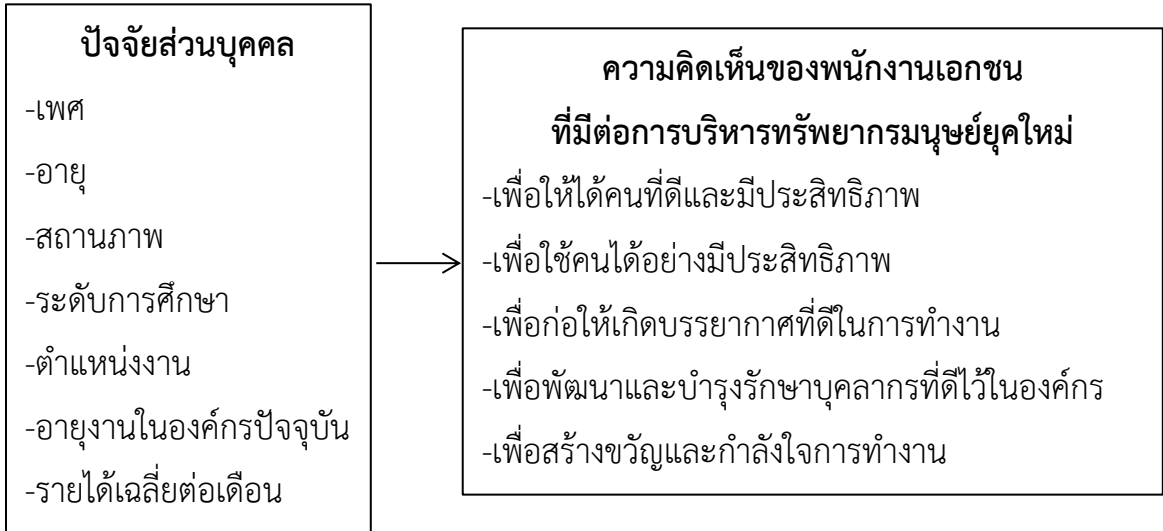 ปัจจัยส่วนบุคคล
-เพศ
-อายุ
-สถานภาพ
-ระดับการศึกษา
-ตำแหน่งงาน
-อายุงานในองค์กรปัจจุบัน
-รายได้เฉลี่ยต่อเดือน
ความคิดเห็นของพนักงานเอกชน
ที่มีต่อการบริหารทรัพยากรมนุษย์ยุคใหม่
-เพื่อให้ได้คนที่ดีและมีประสิทธิภาพ
-เพื่อใช้คนได้อย่างมีประสิทธิภาพ
-เพื่อก่อให้เกิดบรรยากาศที่ดีในการทำงาน
-เพื่อพัฒนาและบำรุงรักษาบุคลากรที่ดีไว้ในองค์กร
-เพื่อสร้างขวัญและกำลังใจการทำงาน